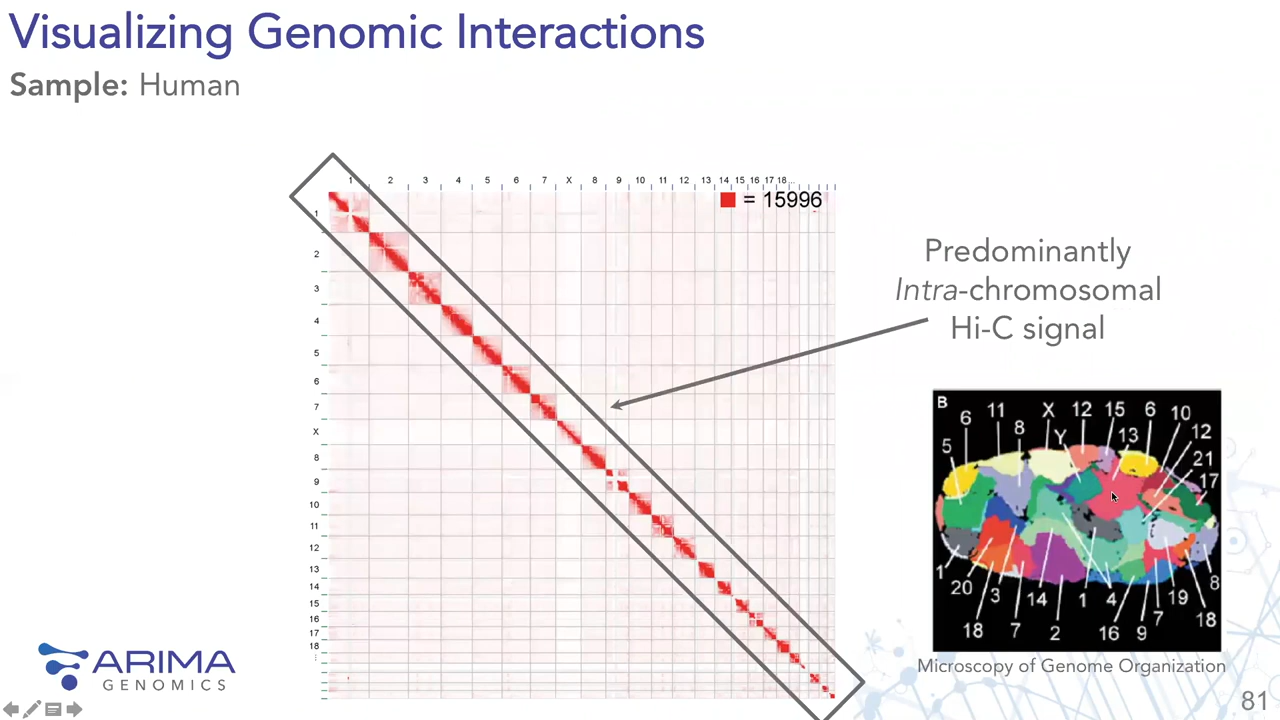 Visualizing Genomic Interactions
Sample: Human
1 2 3 4 5 6 7 X 8 9 10 11 12 13 14 15 16 17 18...
= 15996
1
2
3
4
5
6
7
X
8
9
10
11
12
13
14
15
16
17
18
Predominantly
Intra-chromosomal
Hi-C signal
B
6 11 8 X Y 12 15 13 6 10 12 21 17
5
1 20 18 3 7 14 2 1 4 16 9 7 19 18 8
Microscopy of Genome Organization
ARIMA
GENOMICS
81